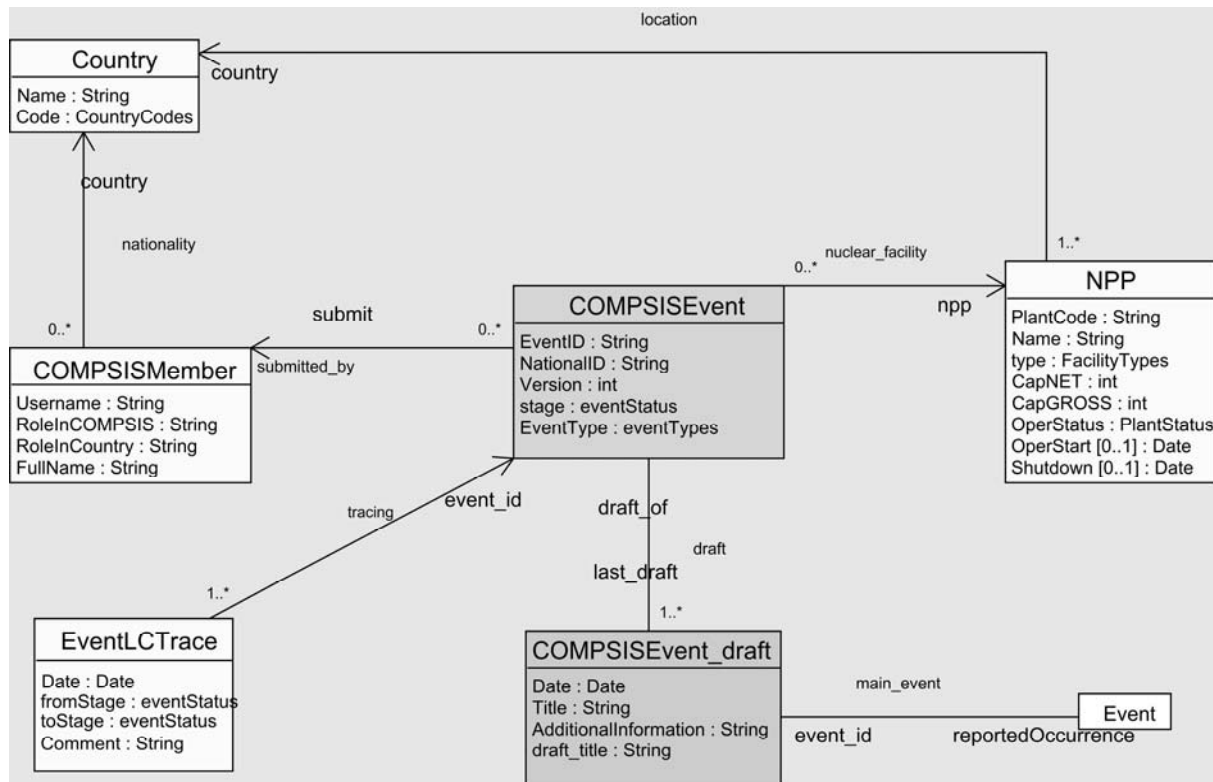 location
Country
country
Name : String
Code : CountryCodes
country
nationality
0..*
1..*
nuclear_facility
0..*
npp
NPP
PlantCode : String
Name : String
type : FacilityTypes
CapNET : int
CapGROSS : int
OperStatus : PlantStatus
OperStart [0..1] : Date
Shutdown [0..1] : Date
submit
0..*
submitted_by
COMPSISEvent
EventID : String
NationalID : String
Version : int
stage : eventStatus
EventType : eventTypes
COMPSISMember
Username : String
RoleInCOMPSIS : String
RoleInCountry : String
FullName : String
tracing
event_id
1..*
draft_of
draft
last_draft
1..*
EventLCTrace
Date : Date
fromStage : eventStatus
toStage : eventStatus
Comment : String
COMPSISEvent_draft
Date : Date
Title : String
AdditionalInformation : String
draft_title : String
main_event
Event
event_id
reportedOccurrence